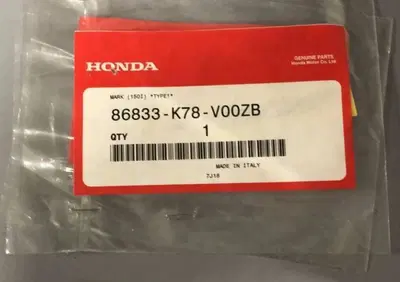 HONDA
GENUINE PARTS
Honda Motor Co., Ltd.
MARK (150I) *TYPE1*
86833-K78-V00ZB
QTY 1
MADE IN ITALY
7J18